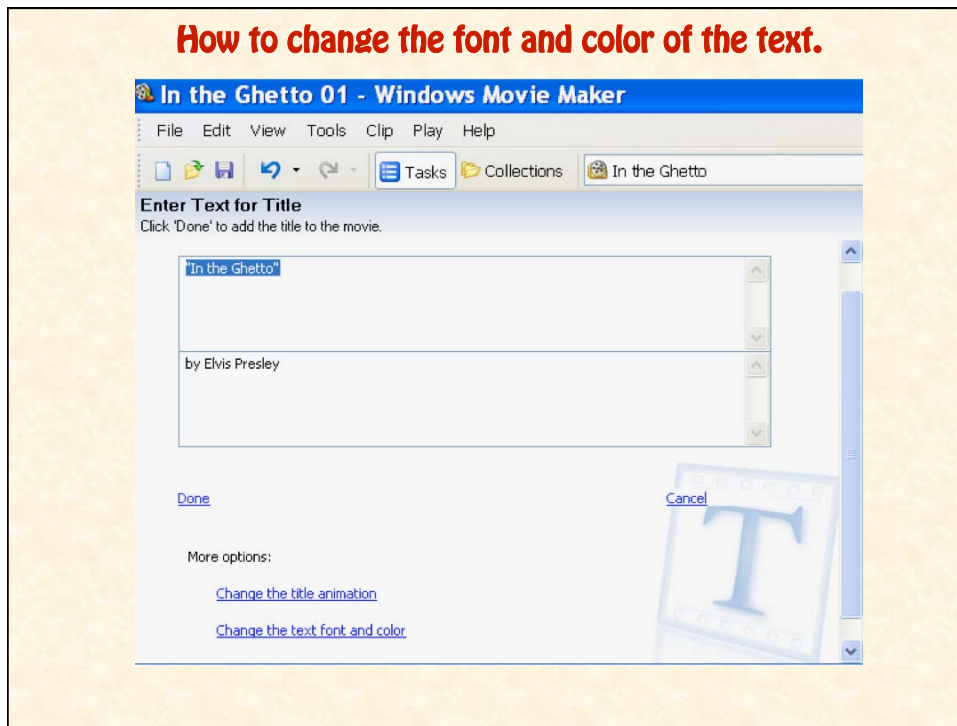 How to change the font and color of the text.
In the Ghetto 01 - Windows Movie Maker
File Edit View Tools Clip Play Help
Tasks Collections In the Ghetto
Enter Text for Title
Click 'Done' to add the title to the movie.
"In the Ghetto"
by Elvis Presley
Done Cancel
T
More options:
Change the title animation
Change the text font and color